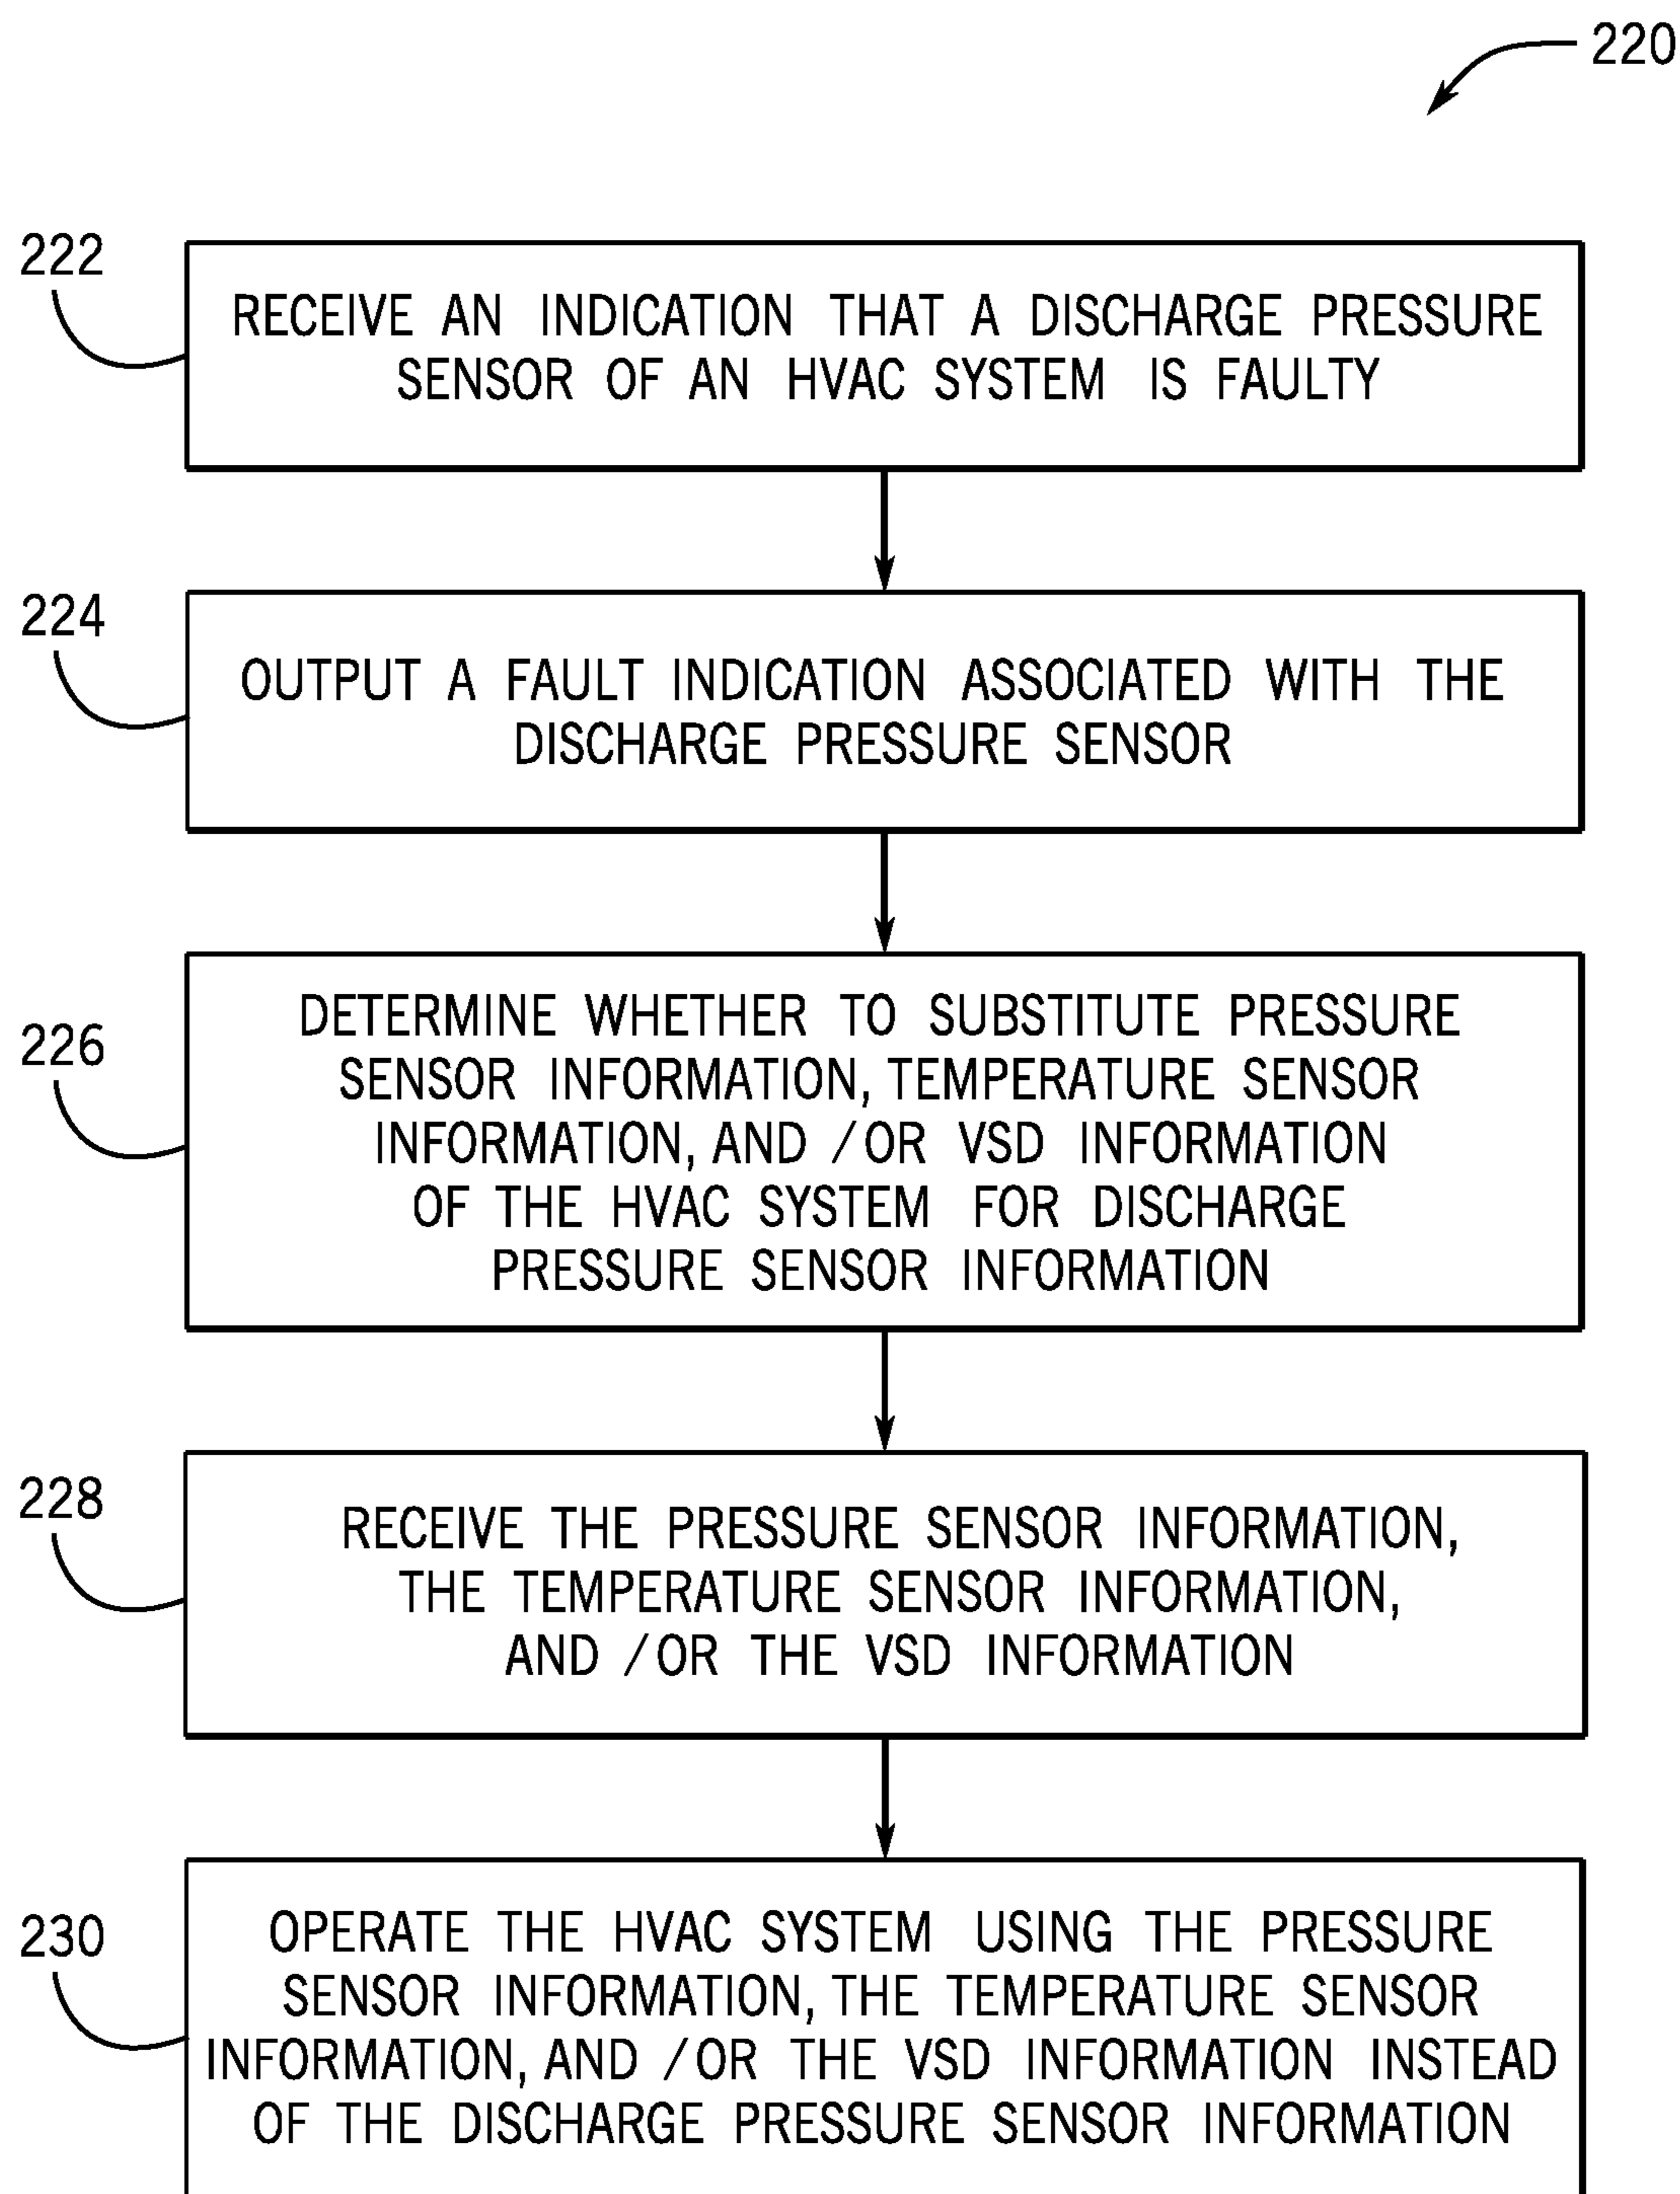 220
222
RECEIVE AN INDICATION THAT A DISCHARGE PRESSURE
SENSOR OF AN HVAC SYSTEM IS FAULTY
224
OUTPUT A FAULT INDICATION ASSOCIATED WITH THE
DISCHARGE PRESSURE SENSOR
226
DETERMINE WHETHER TO SUBSTITUTE PRESSURE
SENSOR INFORMATION, TEMPERATURE SENSOR
INFORMATION, AND /OR VSD INFORMATION
OF THE HVAC SYSTEM FOR DISCHARGE
PRESSURE SENSOR INFORMATION
228
RECEIVE THE PRESSURE SENSOR INFORMATION,
THE TEMPERATURE SENSOR INFORMATION,
AND /OR THE VSD INFORMATION
230
OPERATE THE HVAC SYSTEM USING THE PRESSURE
SENSOR INFORMATION, THE TEMPERATURE SENSOR
INFORMATION, AND /OR THE VSD INFORMATION INSTEAD
OF THE DISCHARGE PRESSURE SENSOR INFORMATION